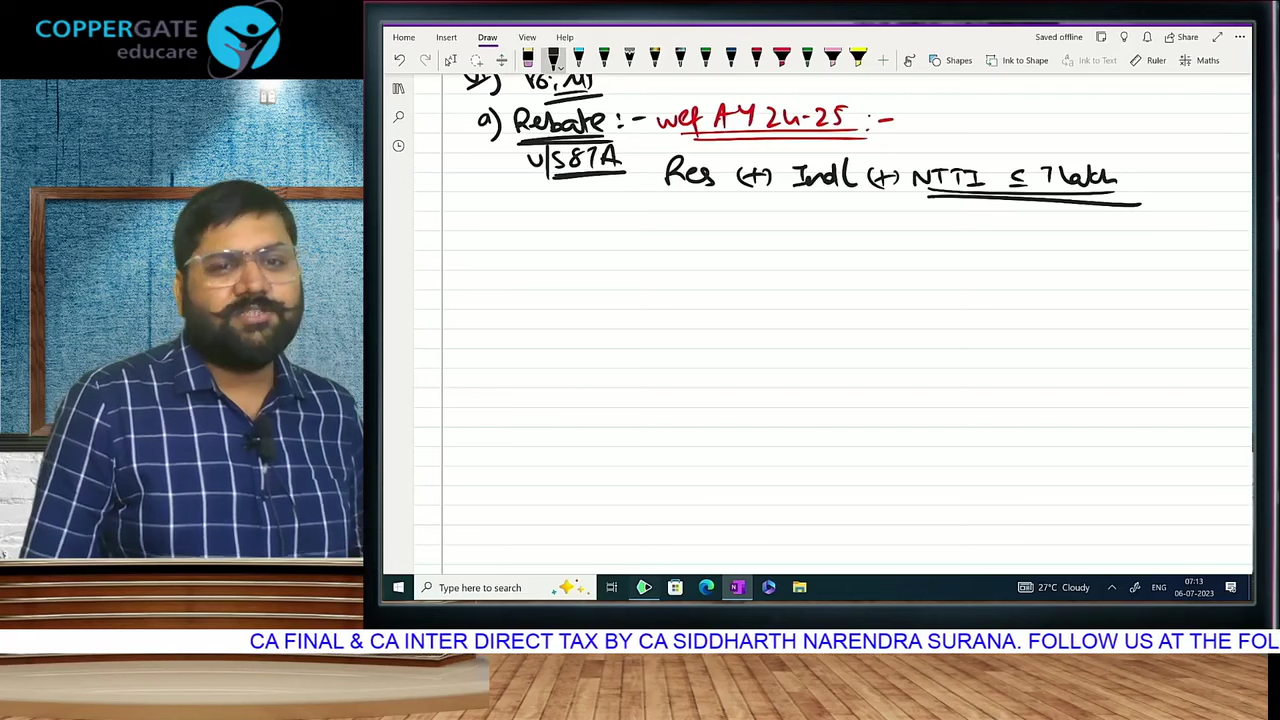 COPPERGATE
educare
Saved offline
Share
Home Insert Draw View Help
Shapes Ink to Shape Ink to Text Ruler Maths
a) Rebate :- wef AY 24-25 :-
u/s 87A
Res (+) Indl (+) NTTI ≤ 7 lakh
Type here to search
27°C Cloudy
ENG
07:13
06-07-2023
CA FINAL & CA INTER DIRECT TAX BY CA SIDDHARTH NARENDRA SURANA. FOLLOW US AT THE FOL